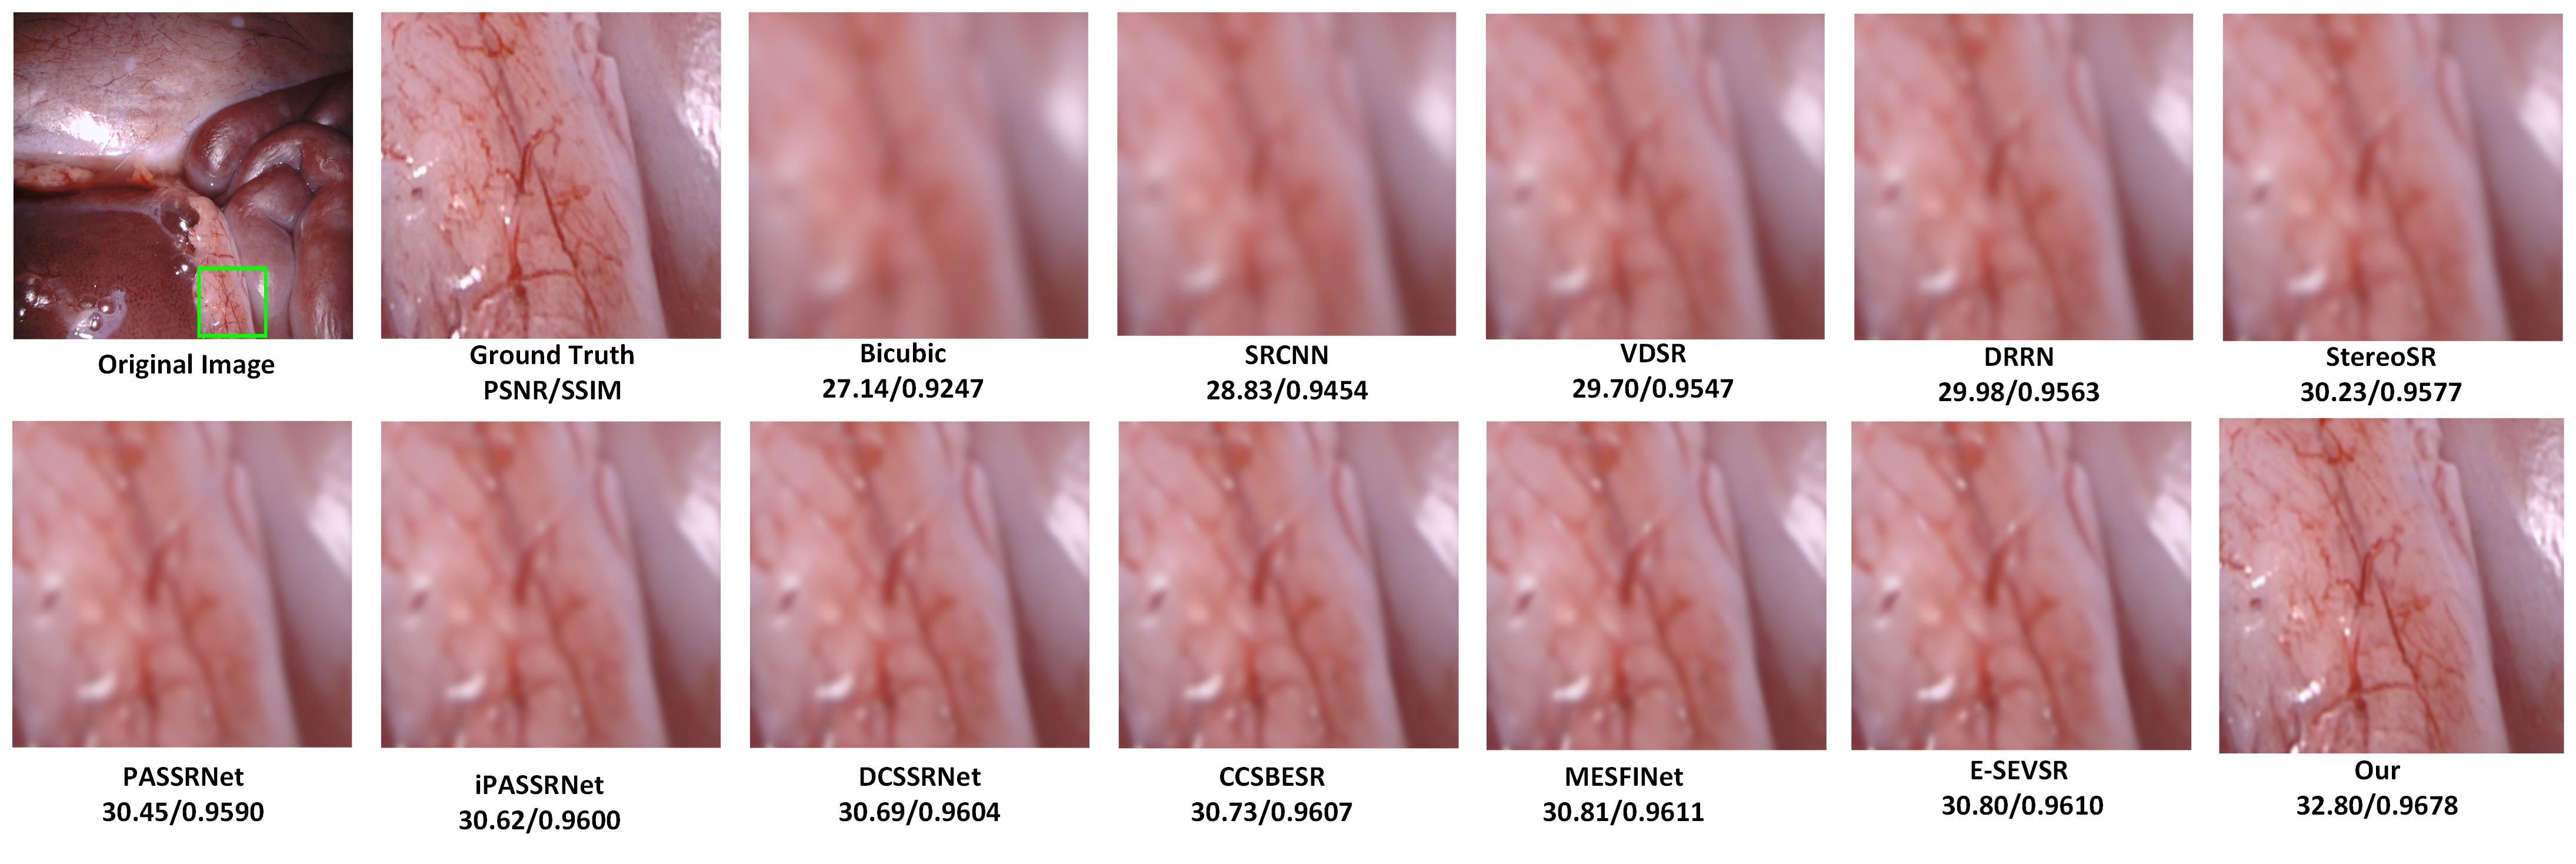 Original Image
Ground Truth
PSNR/SSIM
Bicubic
27.14/0.9247
SRCNN
28.83/0.9454
VDSR
29.70/0.9547
DRRN
29.98/0.9563
StereoSR
30.23/0.9577
PASSRNet
30.45/0.9590
iPASSRNet
30.62/0.9600
DCSSRNet
30.69/0.9604
CCSBESR
30.73/0.9607
MESFINet
30.81/0.9611
E-SEVSR
30.80/0.9610
Our
32.80/0.9678